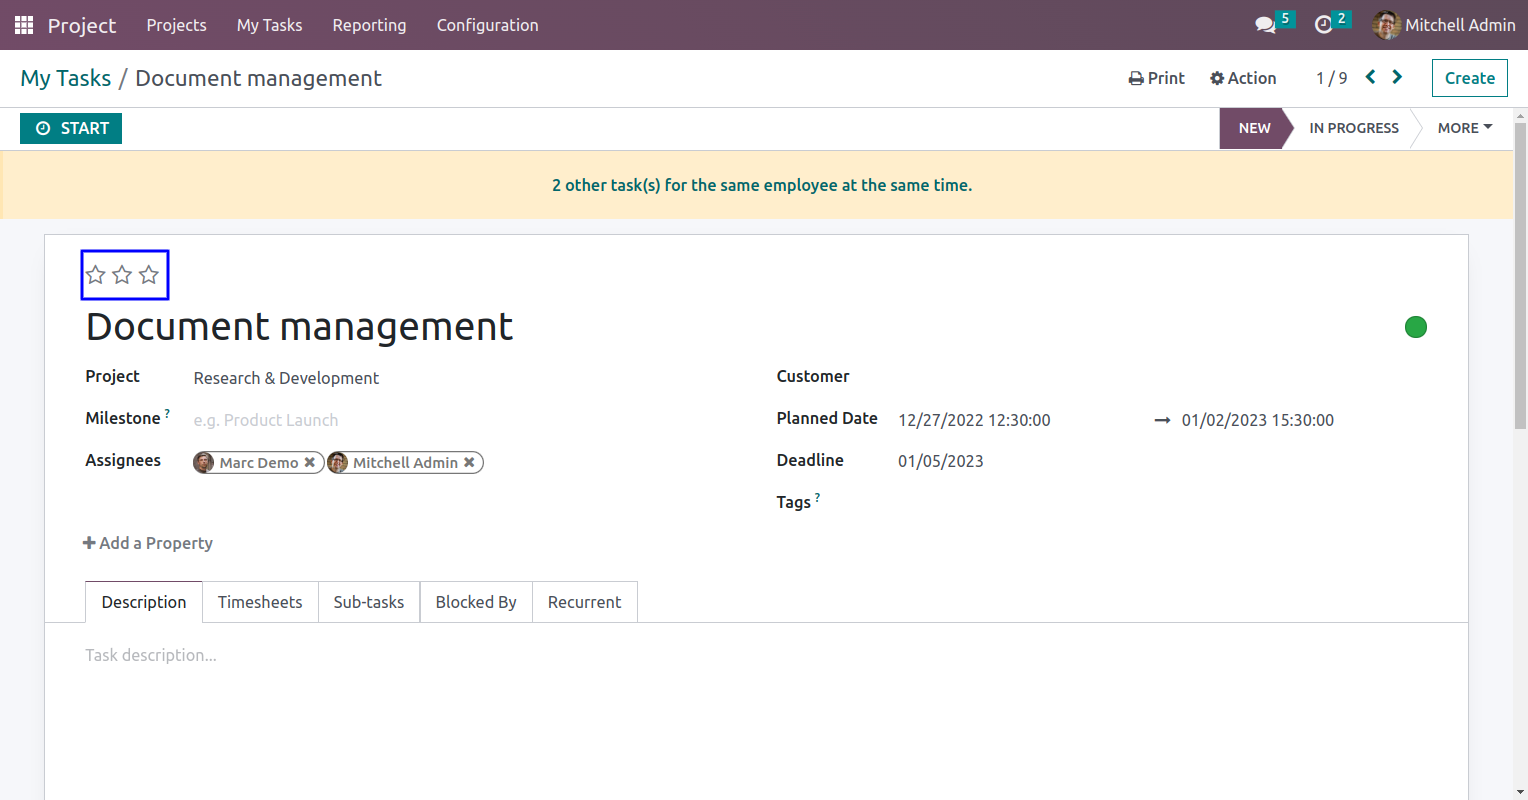 Project Projects My Tasks Reporting Configuration 5 2 Mitchell Admin
My Tasks / Document management Print Action 1 / 9 Create
START NEW IN PROGRESS MORE
2 other task(s) for the same employee at the same time.
Document management
Project Research & Development Customer
Milestone ? e.g. Product Launch Planned Date 12/27/2022 12:30:00 → 01/02/2023 15:30:00
Assignees Marc Demo ✖ Mitchell Admin ✖ Deadline 01/05/2023
Tags ?
+ Add a Property
Description Timesheets Sub-tasks Blocked By Recurrent
Task description...